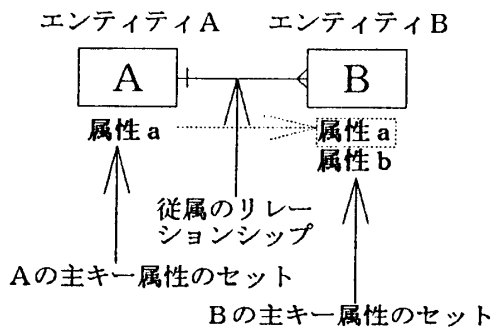 エンティティA
エンティティB
A
B
属性a
属性a
属性b
従属のリレー
ションシップ
Aの主キー属性のセット
Bの主キー属性のセット